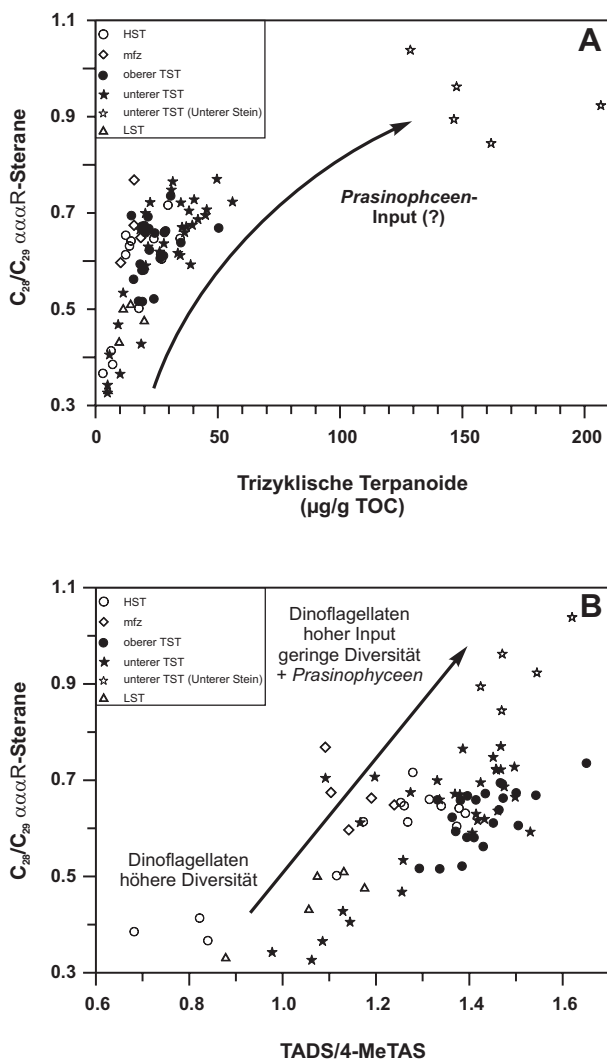 A
HST
mfz
oberer TST
unterer TST
unterer TST (Unterer Stein)
LST
Prasinophceen-
Input (?)
C28/C29 αααR-Sterane
1.1
0.9
0.7
0.5
0.3
0 50 100 150 200
Trizyklische Terpanoide
(µg/g TOC)
B
HST
mfz
oberer TST
unterer TST
unterer TST (Unterer Stein)
LST
Dinoflagellaten
hoher Input
geringe Diversität
+ Prasinophyceen
Dinoflagellaten
höhere Diversität
C28/C29 αααR-Sterane
1.1
0.9
0.7
0.5
0.3
0.6 0.8 1.0 1.2 1.4 1.6
TADS/4-MeTAS